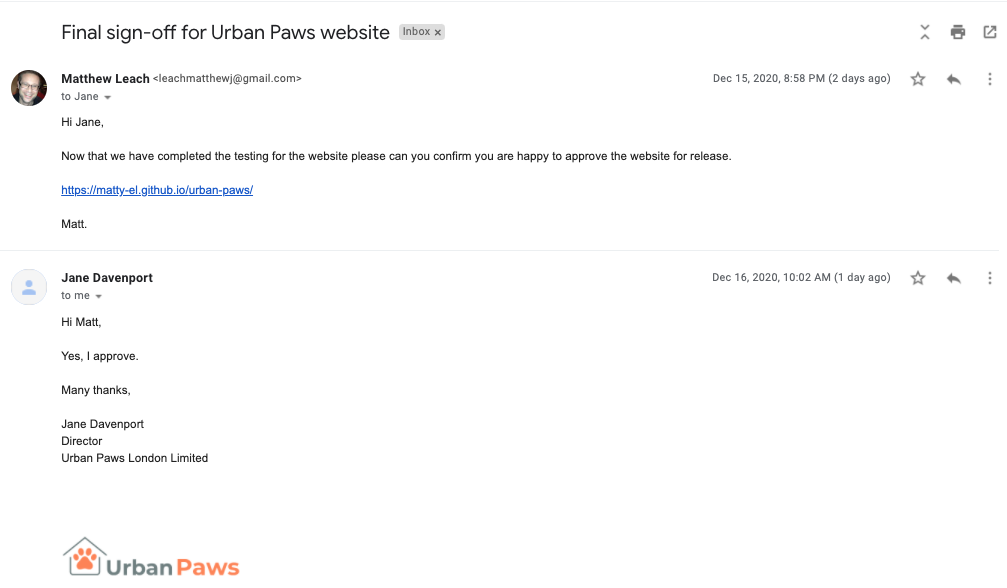 Final sign-off for Urban Paws website Inbox x
Matthew Leach <leachmatthewj@gmail.com> Dec 15, 2020, 8:58 PM (2 days ago)
to Jane
Hi Jane,
Now that we have completed the testing for the website please can you confirm you are happy to approve the website for release.
https://matty-el.github.io/urban-paws/
Matt.
Jane Davenport Dec 16, 2020, 10:02 AM (1 day ago)
to me
Hi Matt,
Yes, I approve.
Many thanks,
Jane Davenport
Director
Urban Paws London Limited
Urban Paws